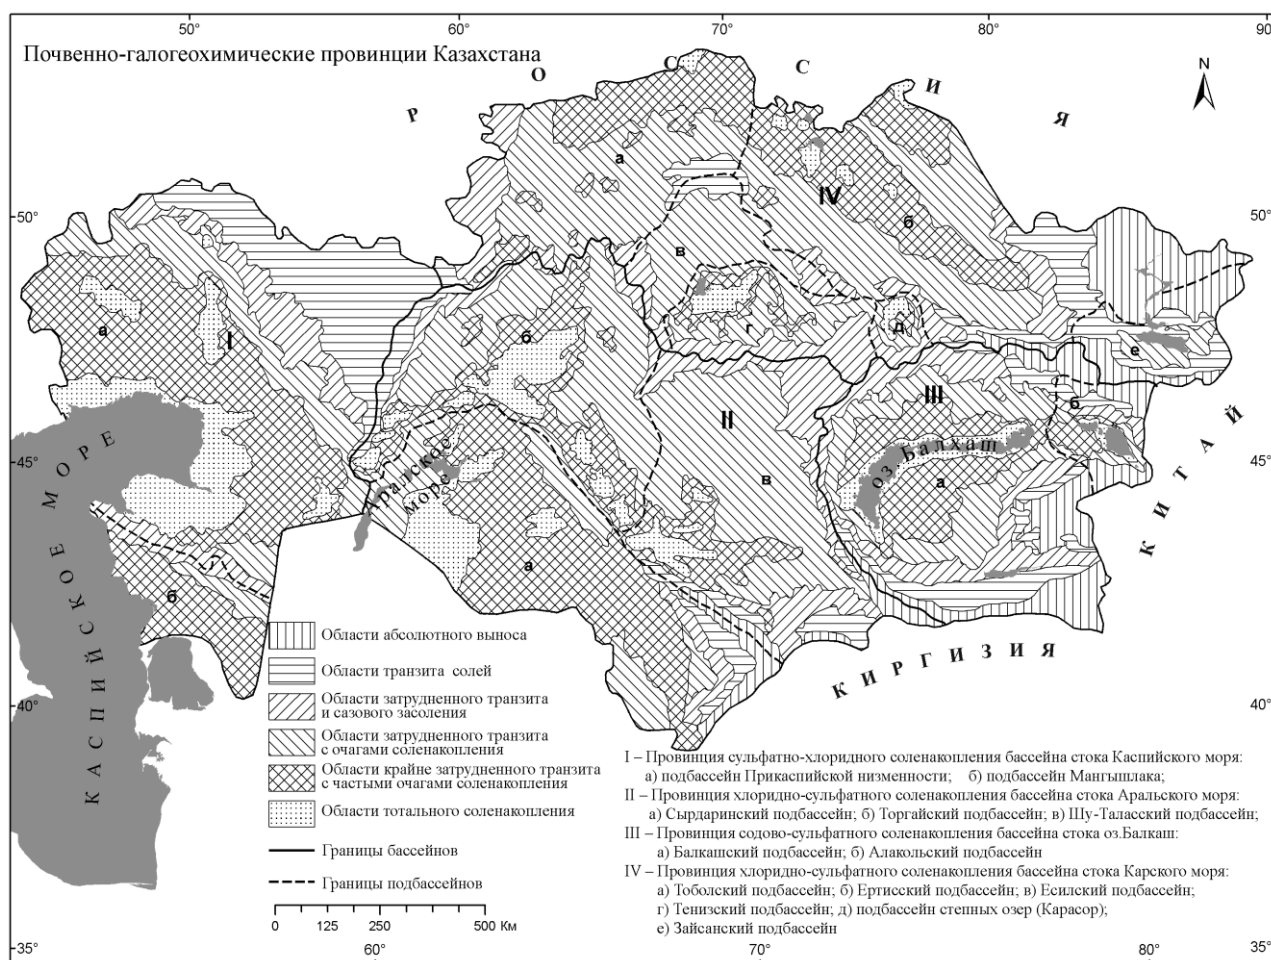 50°
60°
70°
80°
90
Почвенно-галогеохимические провинции Казахстана
РОССИЯ
N
50°
50°
45°
45°
40°
40°
35°
35°
60°
70°
80°
I
а
б
II
а
б
в
III
а
б
IV
а
б
в
г
д
е
КАСПИЙСКОЕ МОРЕ
Аральское
море
оз.Балхаш
КИТАЙ
КИРГИЗИЯ
Области абсолютного выноса
Области транзита солей
Области затрудненного транзита
и сазового засоления
Области затрудненного транзита
с очагами соленакопления
Области крайне затрудненного транзита
с частыми очагами соленакопления
Области тотального соленакопления
Границы бассейнов
Границы подбассейнов
0 125 250 500 Км
I – Провинция сульфатно-хлоридного соленакопления бассейна стока Каспийского моря:
а) подбассейн Прикаспийской низменности; б) подбассейн Мангышлака;
II – Провинция хлоридно-сульфатного соленакопления бассейна стока Аральского моря:
а) Сырдаринский подбассейн; б) Торгайский подбассейн; в) Шу-Таласский подбассейн;
III – Провинция содово-сульфатного соленакопления бассейна стока оз.Балкаш:
а) Балкашский подбассейн; б) Алакольский подбассейн
IV – Провинция хлоридно-сульфатного соленакопления бассейна стока Карского моря:
а) Тоболский подбассейн; б) Ертисский подбассейн; в) Есилский подбассейн;
г) Тенизский подбассейн; д) подбассейн степных озер (Карасор);
е) Зайсанский подбассейн